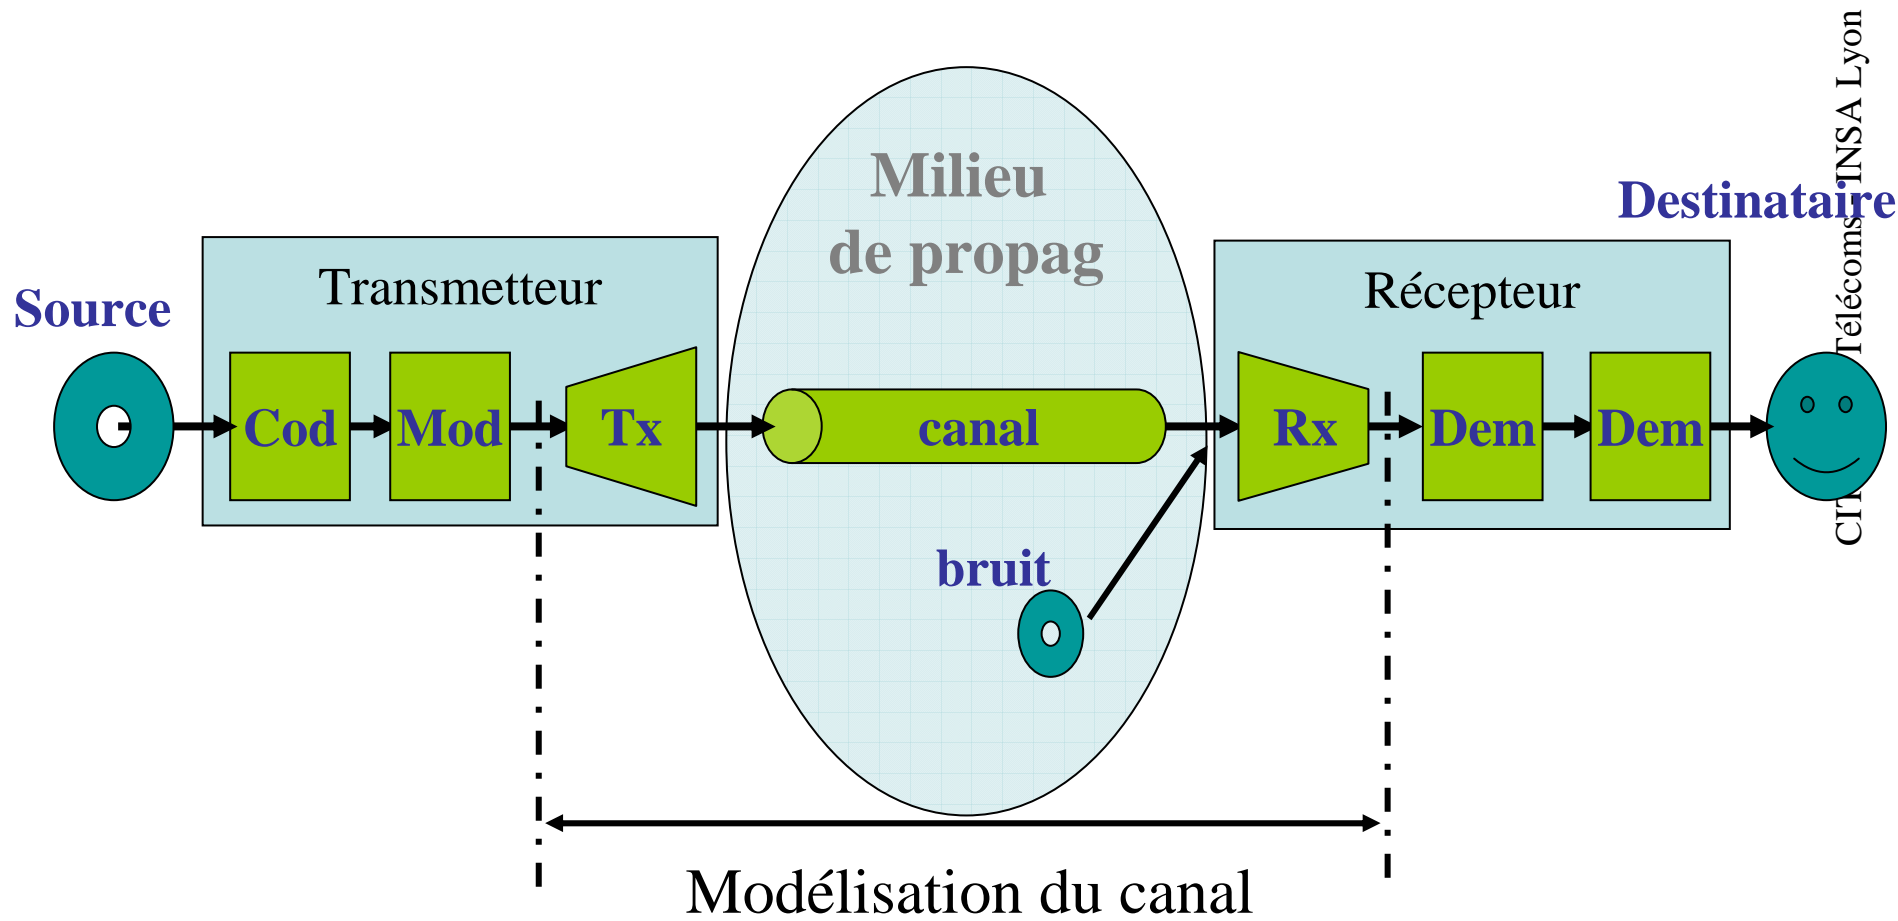 Milieu
de propag
Destinataire
Transmetteur
Récepteur
Source
Cod
Mod
Tx
canal
Rx
Dem
Dem
bruit
Modélisation du canal
CIT
Télécoms - INSA Lyon